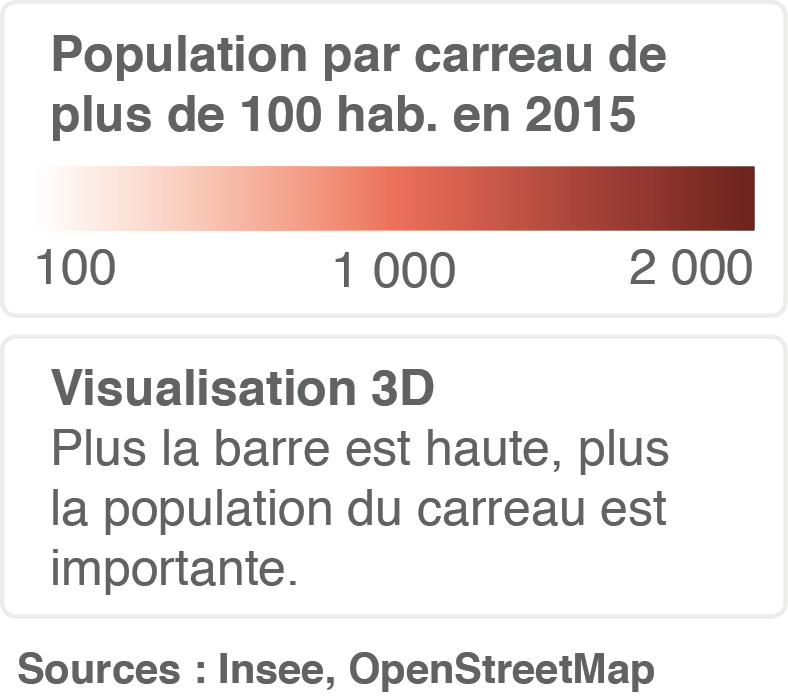 Population par carreau de
plus de 100 hab. en 2015
100 1 000 2 000
Visualisation 3D
Plus la barre est haute, plus
la population du carreau est
importante.
Sources : Insee, OpenStreetMap